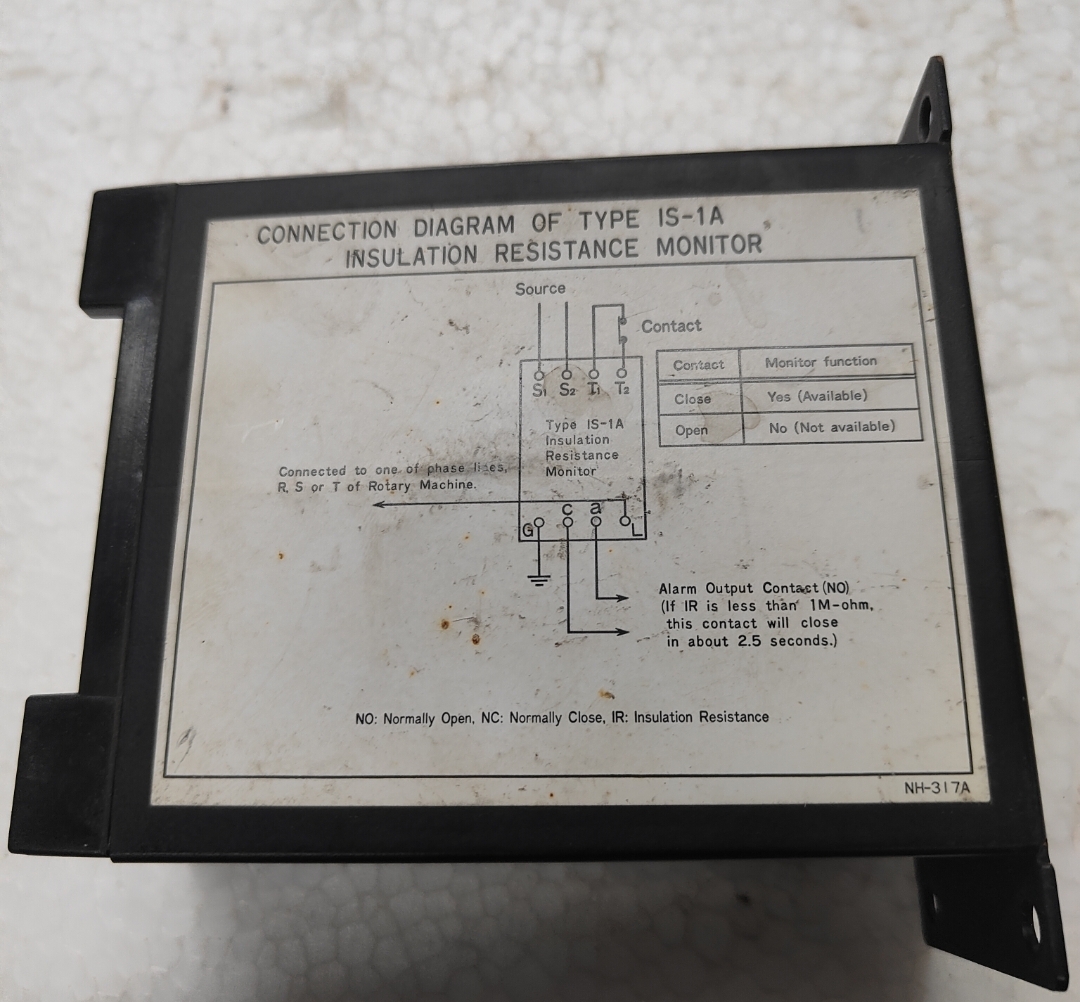 CONNECTION DIAGRAM OF TYPE IS-1A
INSULATION RESISTANCE MONITOR
Source
Contact
S1 S2 T1 T2
Contact Monitor function
Close Yes (Available)
Open No (Not available)
Type IS-1A
Insulation
Resistance
Monitor
Connected to one of phase lines,
R, S or T of Rotary Machine.
G c a L
Alarm Output Contact (NO)
(If IR is less than 1M-ohm,
this contact will close
in about 2.5 seconds.)
NO: Normally Open, NC: Normally Close, IR: Insulation Resistance
NH-317A